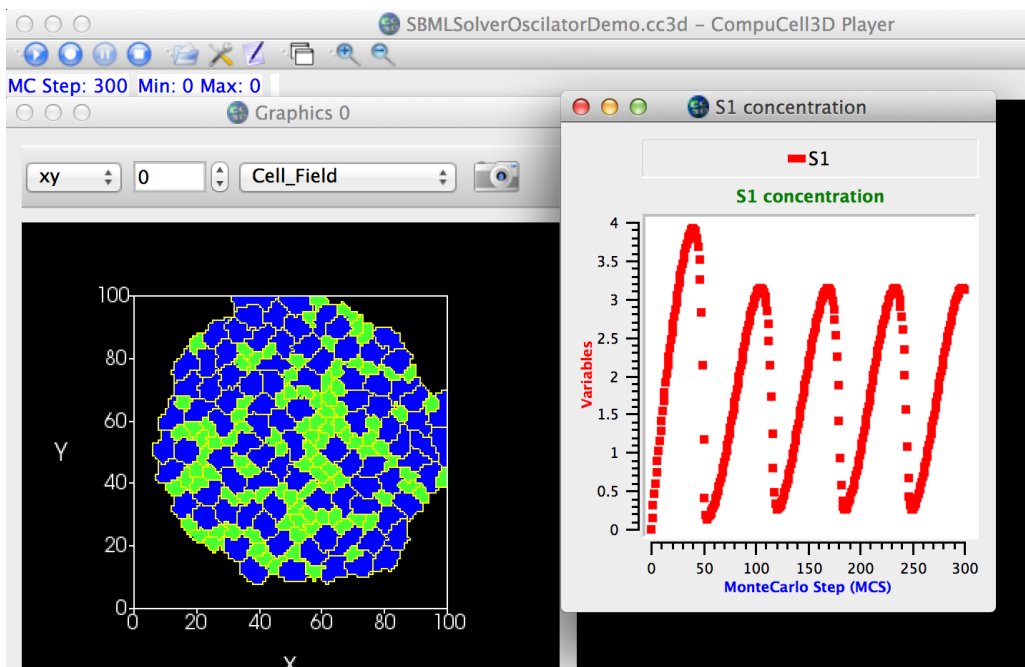 SBMLSolverOscilatorDemo.cc3d – CompuCell3D Player
MC Step: 300 Min: 0 Max: 0
Graphics 0
xy
0
Cell_Field
100
80
60
40
20
0
Y
0 20 40 60 80 100
X
S1 concentration
S1
S1 concentration
4
3.5
3
2.5
2
1.5
1
0.5
0
Variables
0 50 100 150 200 250 300
MonteCarlo Step (MCS)